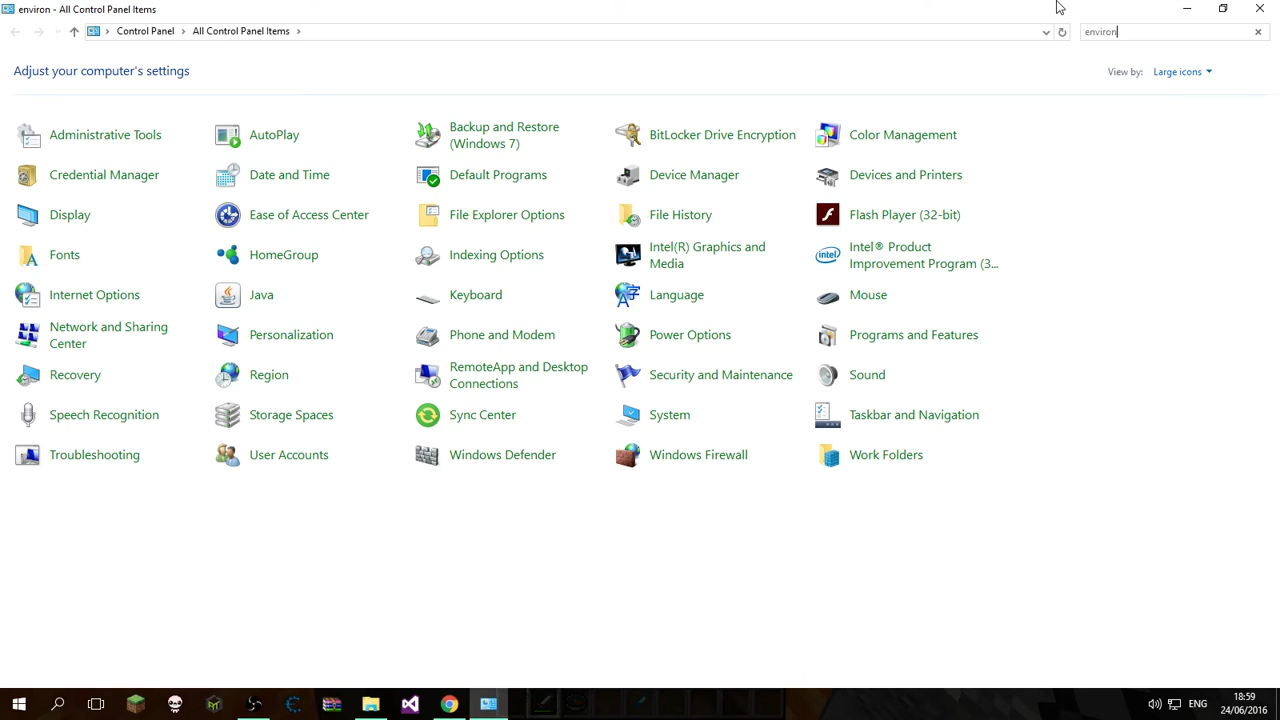 environ - All Control Panel Items
Control Panel All Control Panel Items environ
Adjust your computer's settings View by: Large icons
Administrative Tools
AutoPlay
Backup and Restore
(Windows 7)
BitLocker Drive Encryption
Color Management
Credential Manager
Date and Time
Default Programs
Device Manager
Devices and Printers
Display
Ease of Access Center
File Explorer Options
File History
Flash Player (32-bit)
Fonts
HomeGroup
Indexing Options
Intel(R) Graphics and
Media
Intel® Product
Improvement Program (3...
Internet Options
Java
Keyboard
Language
Mouse
Network and Sharing
Center
Personalization
Phone and Modem
Power Options
Programs and Features
Recovery
Region
RemoteApp and Desktop
Connections
Security and Maintenance
Sound
Speech Recognition
Storage Spaces
Sync Center
System
Taskbar and Navigation
Troubleshooting
User Accounts
Windows Defender
Windows Firewall
Work Folders
ENG
18:59
24/06/2016